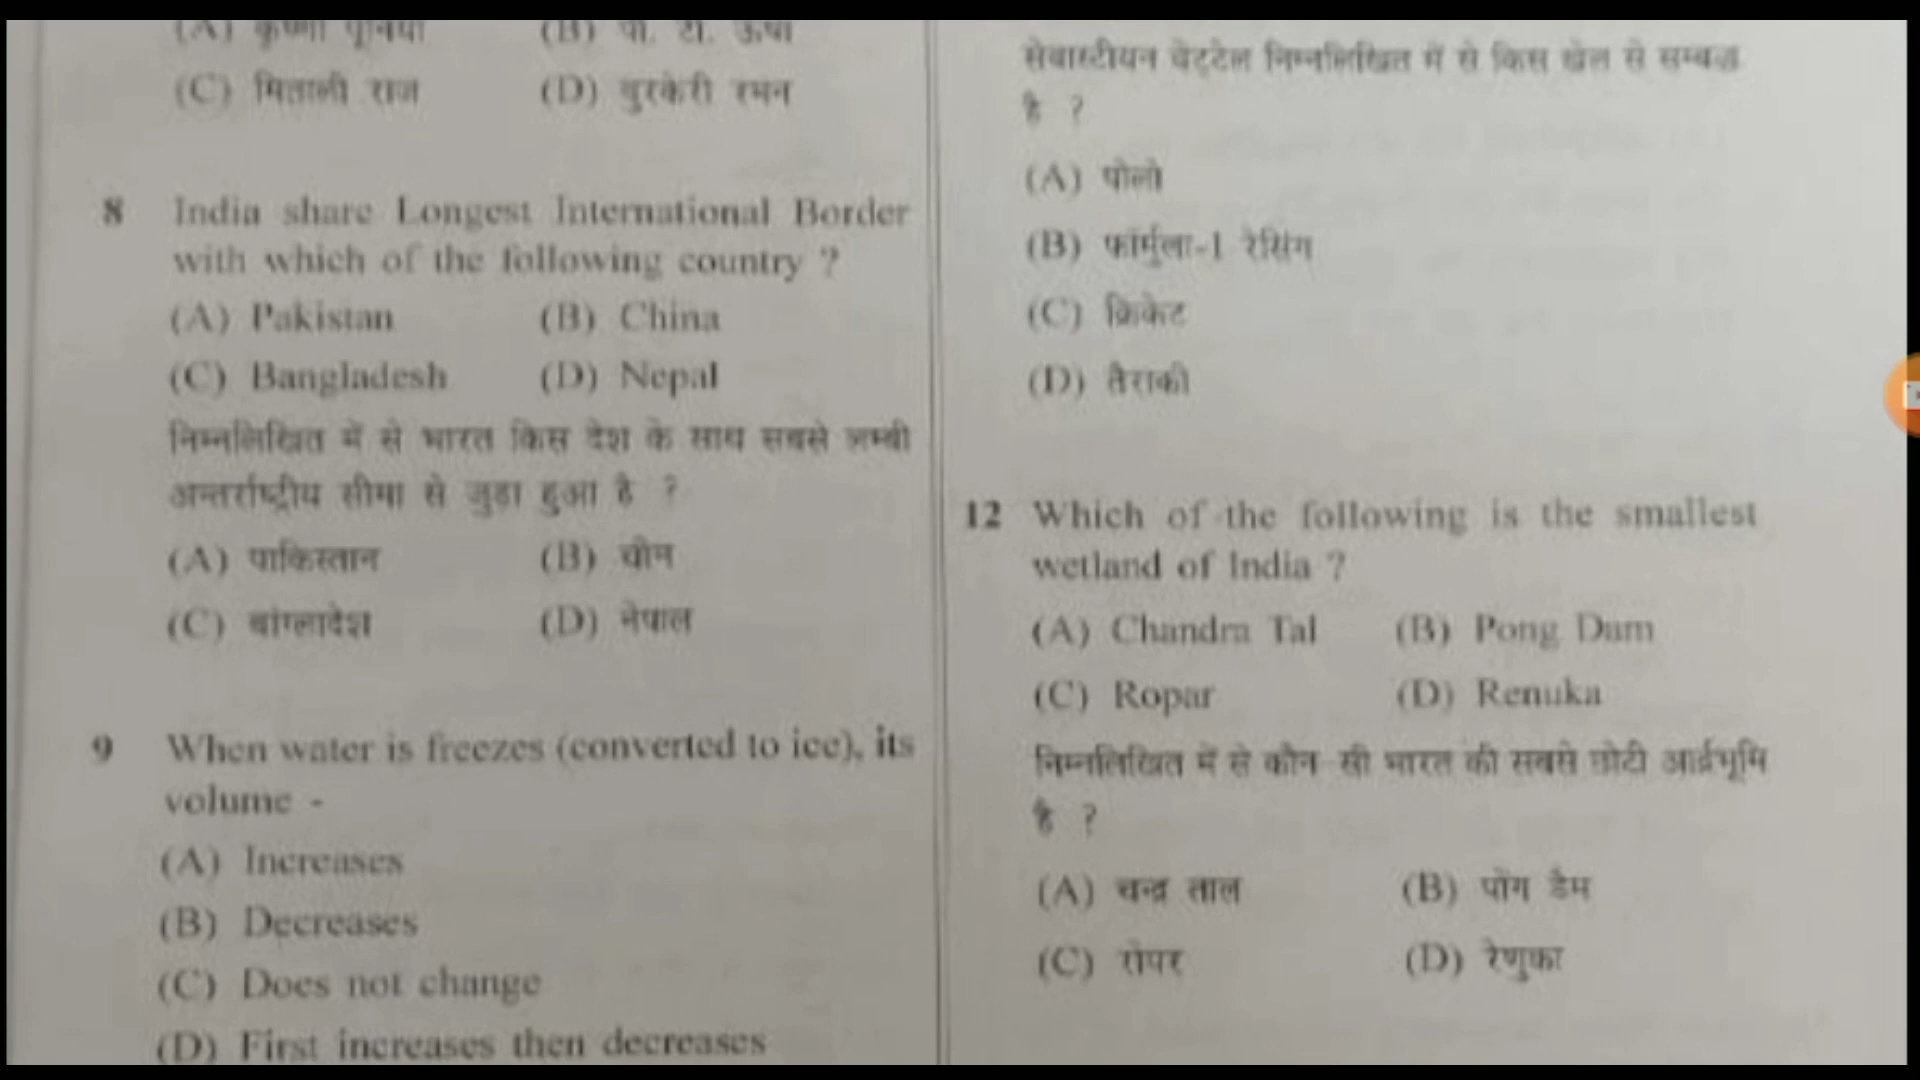 (A) कृष्णा पूनिया (B) पी. टी. ऊषा
(C) मिताली राज (D) थुरकेरी रमन
8 India share Longest International Border
with which of the following country ?
(A) Pakistan (B) China
(C) Bangladesh (D) Nepal
निम्नलिखित में से भारत किस देश के साथ सबसे लम्बी
अन्तर्राष्ट्रीय सीमा से जुडा हुआ है ?
(A) पाकिस्तान (B) चीन
(C) बांग्लादेश (D) नेपाल
9 When water is freezes (converted to ice), its
volume -
(A) Increases
(B) Decreases
(C) Does not change
(D) First increases then decreases
सेबास्टीयन वेट्टेल निम्नलिखित में से किस खेल से सम्बद्ध
है ?
(A) पोलो
(B) फॉर्मुला-1 रेसिंग
(C) क्रिकेट
(D) तैराकी
12 Which of the following is the smallest
wetland of India ?
(A) Chandra Tal (B) Pong Dam
(C) Ropar (D) Renuka
निम्नलिखित में से कौन सी भारत की सबसे छोटी आर्द्रभूमि
है ?
(A) चन्द्र ताल (B) पोंग डैम
(C) रोपर (D) रेणुका